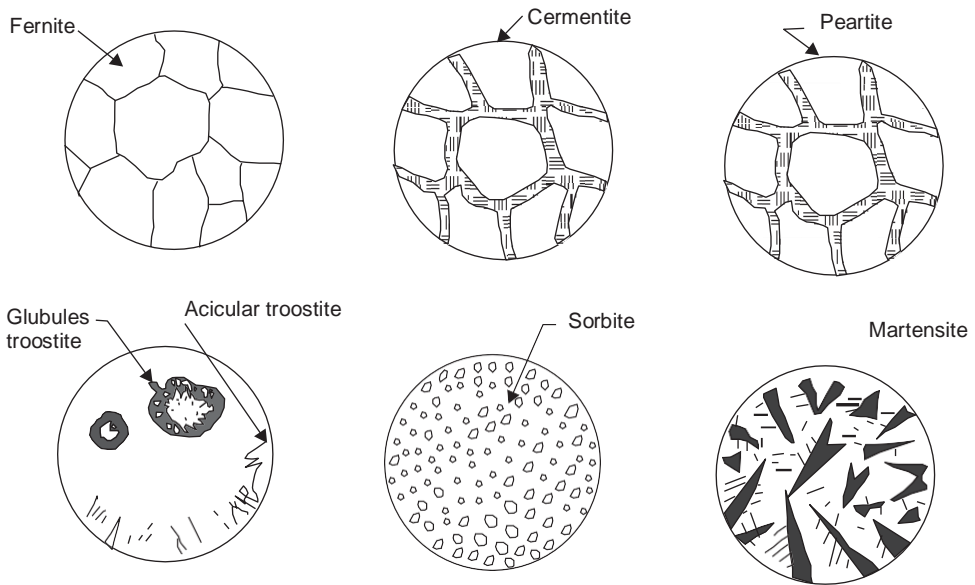 Fernite
Cermentite
Peartite
Glubules
troostite
Acicular troostite
Sorbite
Martensite